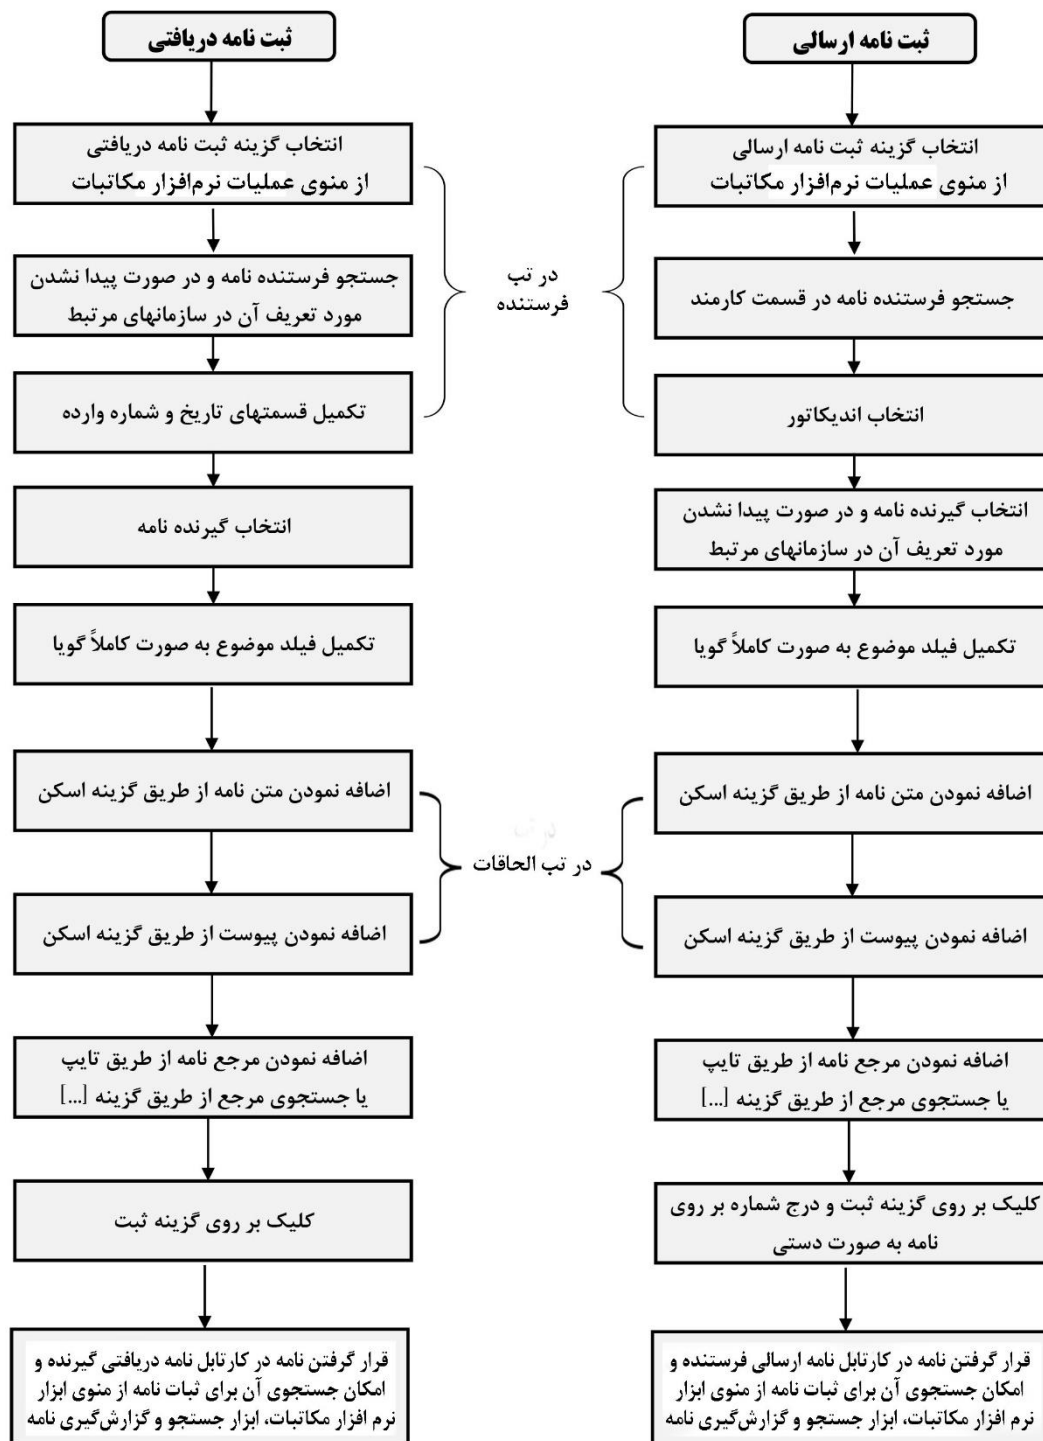 ثبت نامه ارسالی
انتخاب گزینه ثبت نامه ارسالی
از منوی عملیات نرم‌افزار مکاتبات
جستجو فرستنده نامه در قسمت کارمند
انتخاب اندیکاتور
انتخاب گیرنده نامه و در صورت پیدا نشدن
مورد تعریف آن در سازمانهای مرتبط
تکمیل فیلد موضوع به صورت کاملاً گویا
اضافه نمودن متن نامه از طریق گزینه اسکن
اضافه نمودن پیوست از طریق گزینه اسکن
اضافه نمودن مرجع نامه از طریق تایپ
یا جستجوی مرجع از طریق گزینه [...]
کلیک بر روی گزینه ثبت و درج شماره بر روی
نامه به صورت دستی
قرار گرفتن نامه در کارتابل نامه ارسالی فرستنده و
امکان جستجوی آن برای ثبات نامه از منوی ابزار
نرم افزار مکاتبات، ابزار جستجو و گزارش‌گیری نامه
در تب
فرستنده
در تب الحاقات
ثبت نامه دریافتی
انتخاب گزینه ثبت نامه دریافتی
از منوی عملیات نرم‌افزار مکاتبات
جستجو فرستنده نامه و در صورت پیدا نشدن
مورد تعریف آن در سازمانهای مرتبط
تکمیل قسمتهای تاریخ و شماره وارده
انتخاب گیرنده نامه
تکمیل فیلد موضوع به صورت کاملاً گویا
اضافه نمودن متن نامه از طریق گزینه اسکن
اضافه نمودن پیوست از طریق گزینه اسکن
اضافه نمودن مرجع نامه از طریق تایپ
یا جستجوی مرجع از طریق گزینه [...]
کلیک بر روی گزینه ثبت
قرار گرفتن نامه در کارتابل نامه دریافتی گیرنده و
امکان جستجوی آن برای ثبات نامه از منوی ابزار
نرم افزار مکاتبات، ابزار جستجو و گزارش‌گیری نامه